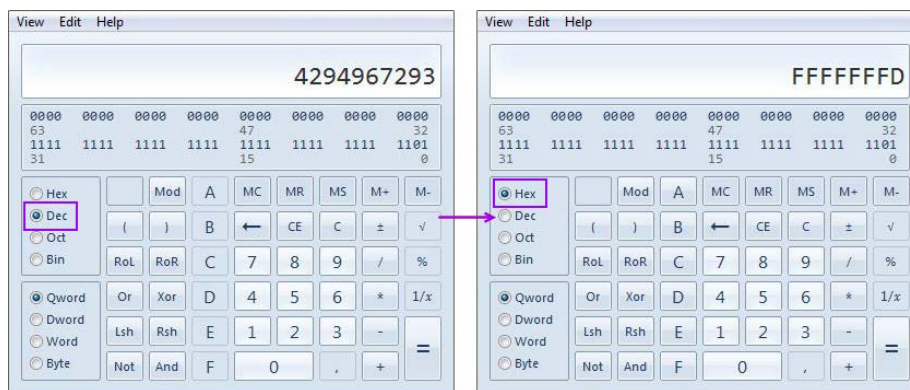 View Edit Help
4294967293
0000 0000 0000 0000 0000 0000 0000 0000
63 47 32
1111 1111 1111 1111 1111 1111 1111 1101
31 15 0
Hex
Dec
Oct
Bin
Qword
Dword
Word
Byte
Mod A MC MR MS M+ M-
( ) B ← CE C ± √
RoL RoR C 7 8 9 / %
Or Xor D 4 5 6 * 1/x
Lsh Rsh E 1 2 3 - =
Not And F 0 , +
View Edit Help
FFFFFFFD
0000 0000 0000 0000 0000 0000 0000 0000
63 47 32
1111 1111 1111 1111 1111 1111 1111 1101
31 15 0
Hex
Dec
Oct
Bin
Qword
Dword
Word
Byte
Mod A MC MR MS M+ M-
( ) B ← CE C ± √
RoL RoR C 7 8 9 / %
Or Xor D 4 5 6 * 1/x
Lsh Rsh E 1 2 3 - =
Not And F 0 , +